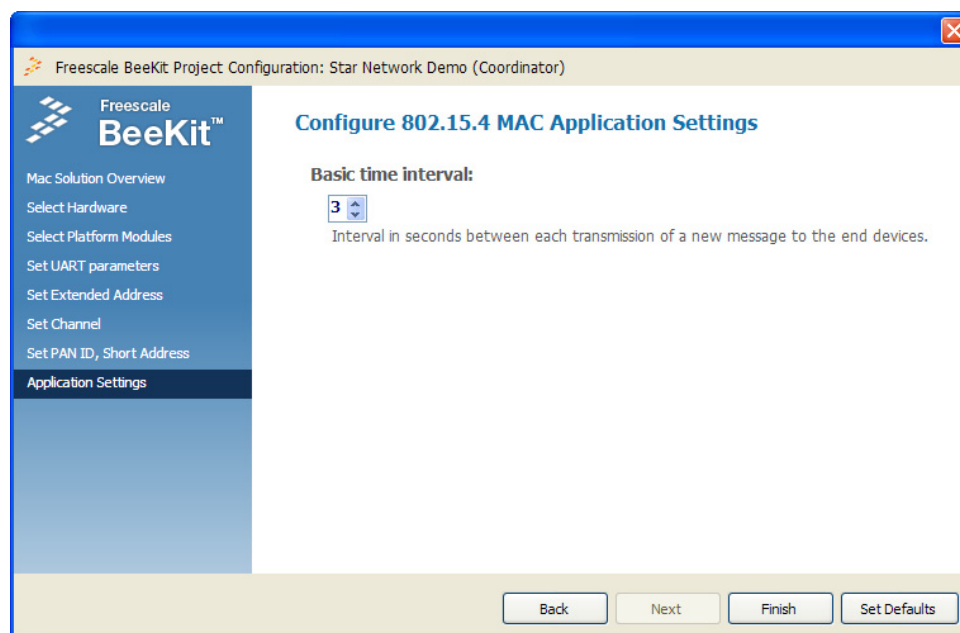 Freescale BeeKit Project Configuration: Star Network Demo (Coordinator)
Freescale
BeeKit™
Mac Solution Overview
Select Hardware
Select Platform Modules
Set UART parameters
Set Extended Address
Set Channel
Set PAN ID, Short Address
Application Settings
Configure 802.15.4 MAC Application Settings
Basic time interval:
3
Interval in seconds between each transmission of a new message to the end devices.
Back
Next
Finish
Set Defaults